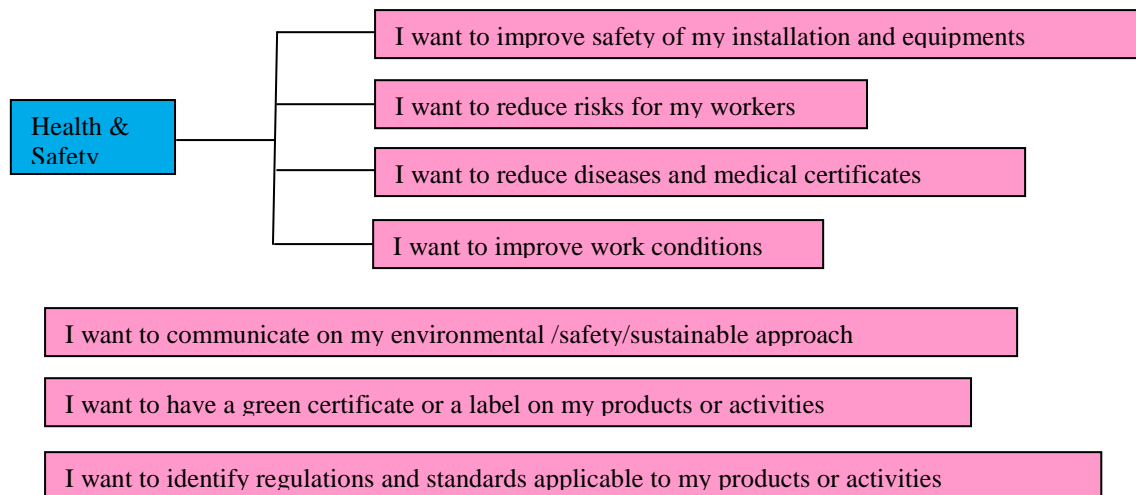 I want to improve safety of my installation and equipments
I want to reduce risks for my workers
Health &
Safety
I want to reduce diseases and medical certificates
I want to improve work conditions
I want to communicate on my environmental /safety/sustainable approach
I want to have a green certificate or a label on my products or activities
I want to identify regulations and standards applicable to my products or activities